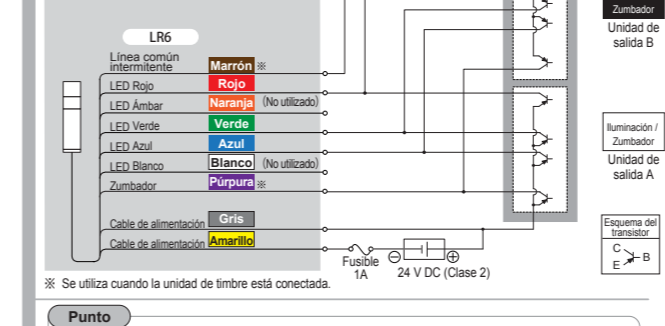 Zumbador
Unidad de
salida B
LR6
Línea común
intermitente
Marrón ※
LED Rojo
Rojo
LED Ámbar
Naranja (No utilizado)
LED Verde
Verde
LED Azul
Azul
LED Blanco
Blanco (No utilizado)
Zumbador
Púrpura ※
Cable de alimentación
Gris
Cable de alimentación
Amarillo
Fusible
1A
⊖ ⊕
24 V DC (Clase 2)
Iluminación /
Zumbador
Unidad de
salida A
Esquema del
transistor
C
B
E
※ Se utiliza cuando la unidad de timbre está conectada.
Punto